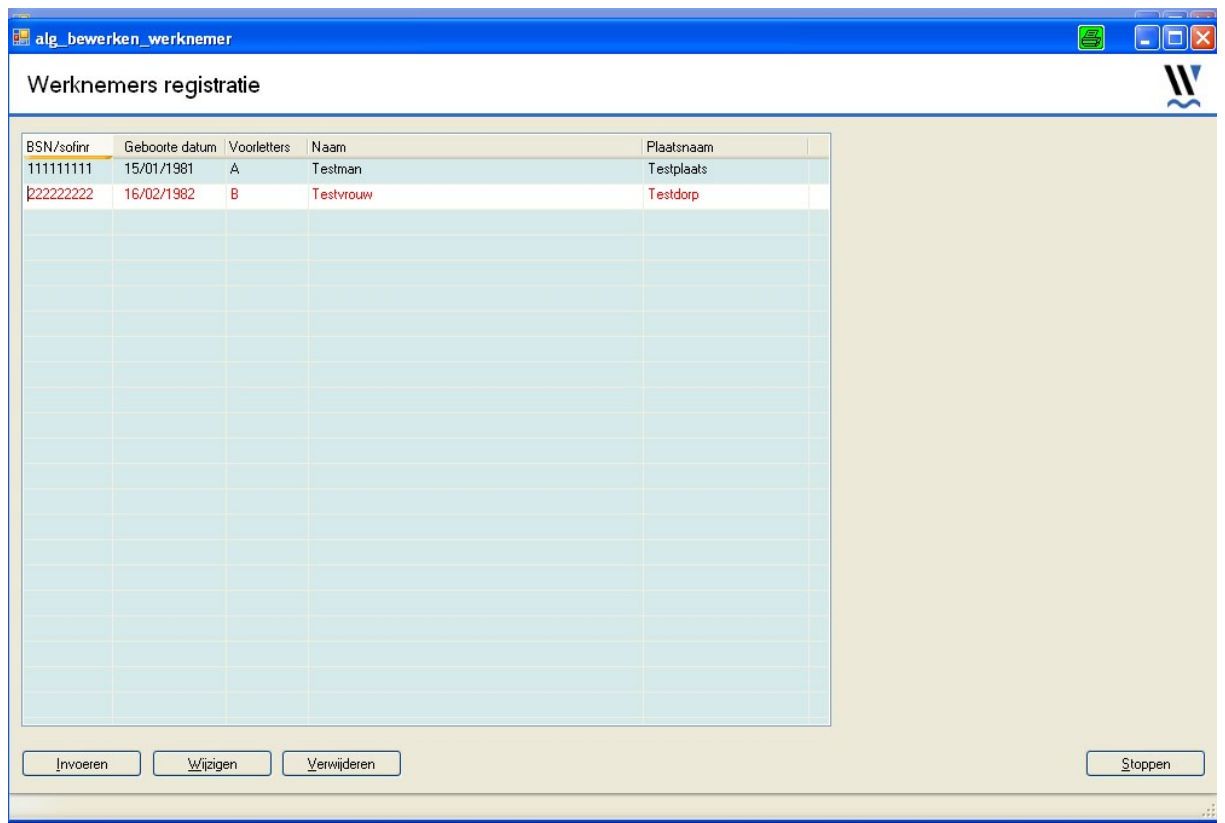 alg_bewerken_werknemer
Werknemers registratie
BSN/sofinr Geboorte datum Voorletters Naam Plaatsnaam
111111111 15/01/1981 A Testman Testplaats
222222222 16/02/1982 B Testvrouw Testdorp
Invoeren Wijzigen Verwijderen Stoppen